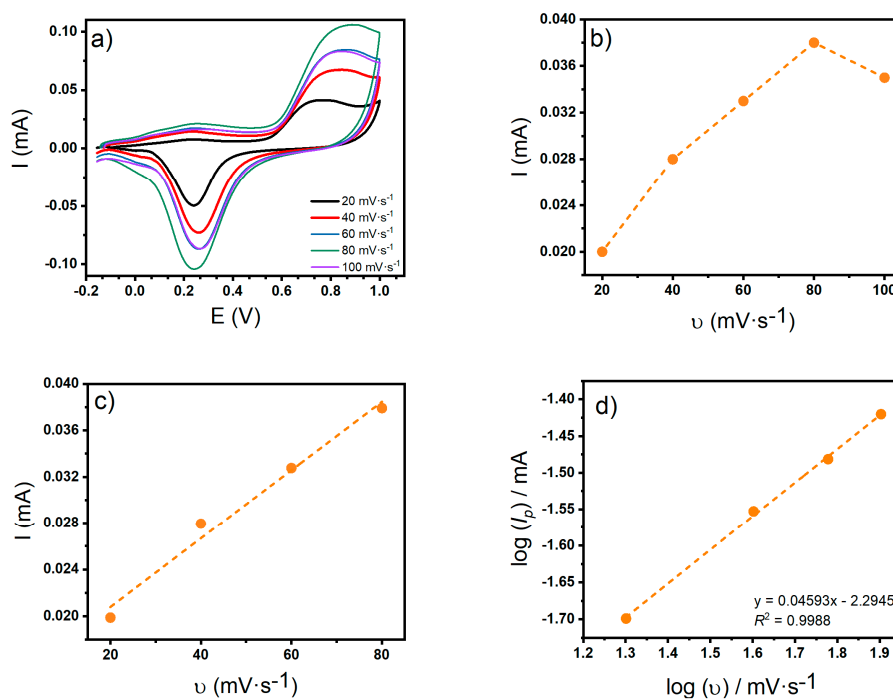 a)
I (mA)
0.10
0.05
0.00
-0.05
-0.10
-0.2 0.0 0.2 0.4 0.6 0.8 1.0
E (V)
20 mV·s-1
40 mV·s-1
60 mV·s-1
80 mV·s-1
100 mV·s-1
b)
I (mA)
0.040
0.036
0.032
0.028
0.024
0.020
20 40 60 80 100
υ (mV·s-1)
c)
I (mA)
0.040
0.036
0.032
0.028
0.024
0.020
20 40 60 80
υ (mV·s-1)
d)
log (Ip) / mA
-1.40
-1.45
-1.50
-1.55
-1.60
-1.65
-1.70
1.2 1.3 1.4 1.5 1.6 1.7 1.8 1.9
log (υ) / mV·s-1
y = 0.04593x - 2.2945
R2 = 0.9988